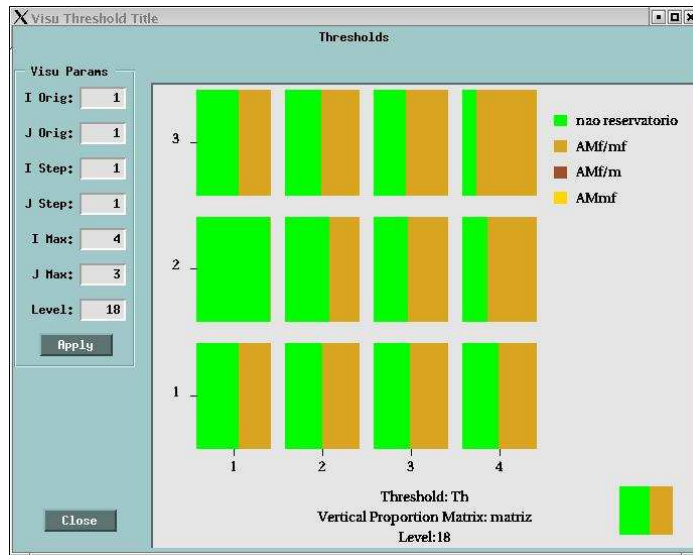 Visu Threshold Title
Thresholds
Visu Params
I Orig: 1
J Orig: 1
I Step: 1
J Step: 1
I Max: 4
J Max: 3
Level: 18
Apply
Close
3
2
1
1 2 3 4
nao reservatorio
AMf/mf
AMf/m
AMmf
Threshold: Th
Vertical Proportion Matrix: matriz
Level:18